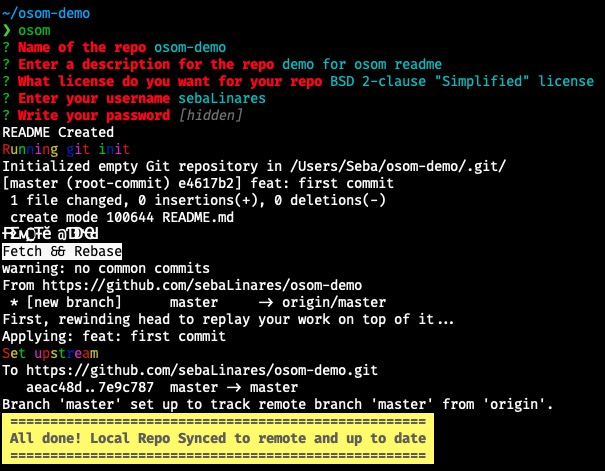 ~/osom-demo
❯ osom
? Name of the repo osom-demo
? Enter a description for the repo demo for osom readme
? What license do you want for your repo BSD 2-clause "Simplified" license
? Enter your username sebaLinares
? Write your password [hidden]
README Created
Running git init
Initialized empty Git repository in /Users/Seba/osom-demo/.git/
[master (root-commit) e4617b2] feat: first commit
 1 file changed, 0 insertions(+), 0 deletions(-)
 create mode 100644 README.md
Fetch && Rebase
warning: no common commits
From https://github.com/sebaLinares/osom-demo
 * [new branch]      master     -> origin/master
First, rewinding head to replay your work on top of it...
Applying: feat: first commit
Set upstream
To https://github.com/sebaLinares/osom-demo.git
   aeac48d..7e9c787  master -> master
Branch 'master' set up to track remote branch 'master' from 'origin'.
====================================================
All done! Local Repo Synced to remote and up to date
====================================================